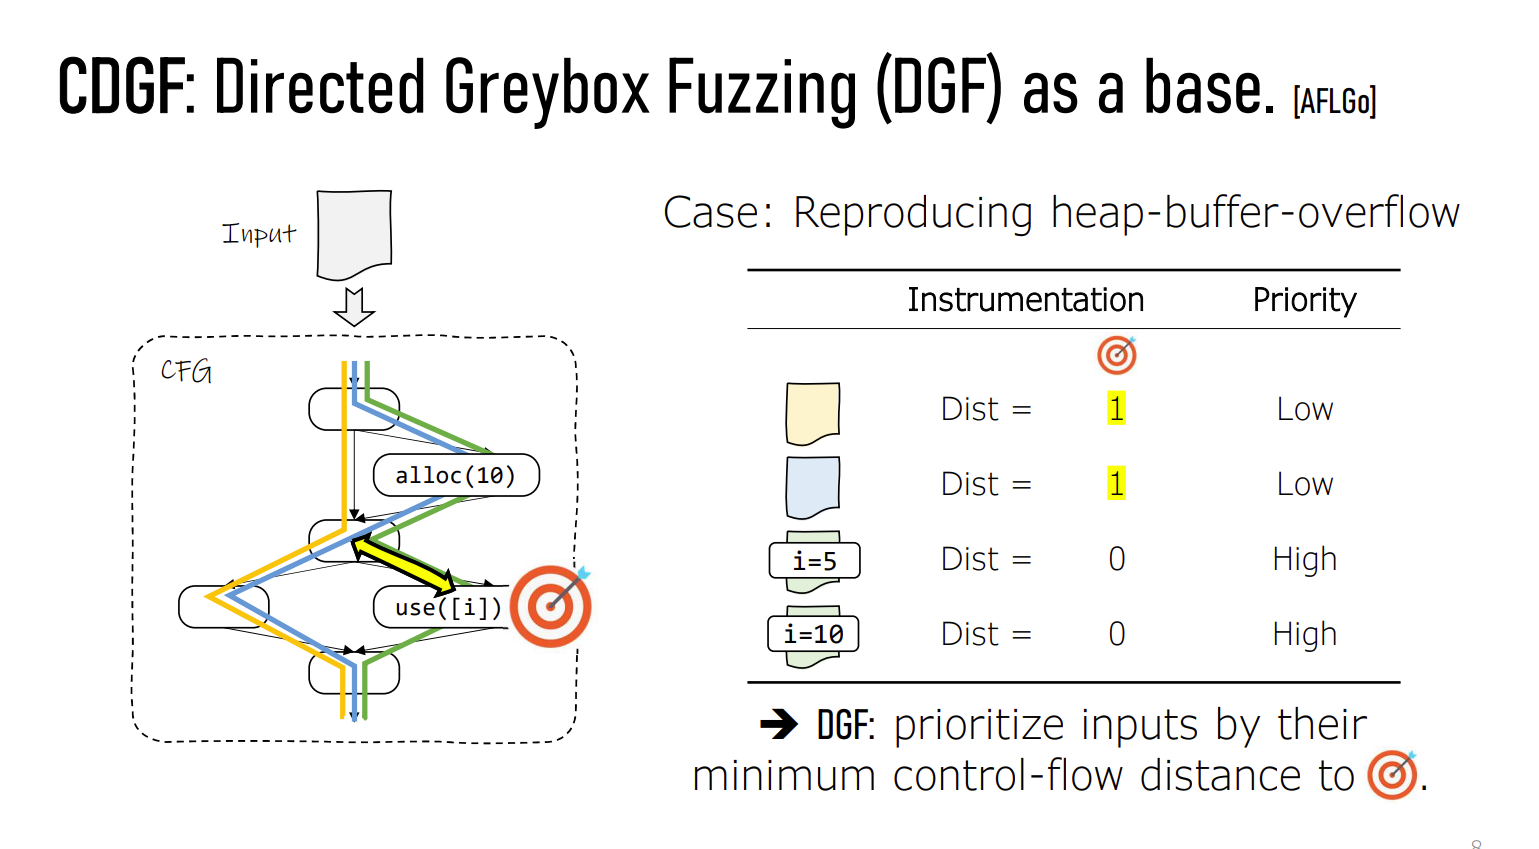 CDGF: Directed Greybox Fuzzing (DGF) as a base. [AFLGo]
Input
CFG
alloc(10)
use([i])
Case: Reproducing heap-buffer-overflow
Instrumentation Priority
Dist = 1 Low
Dist = 1 Low
i=5 Dist = 0 High
i=10 Dist = 0 High
➔ DGF: prioritize inputs by their
minimum control-flow distance to .
8